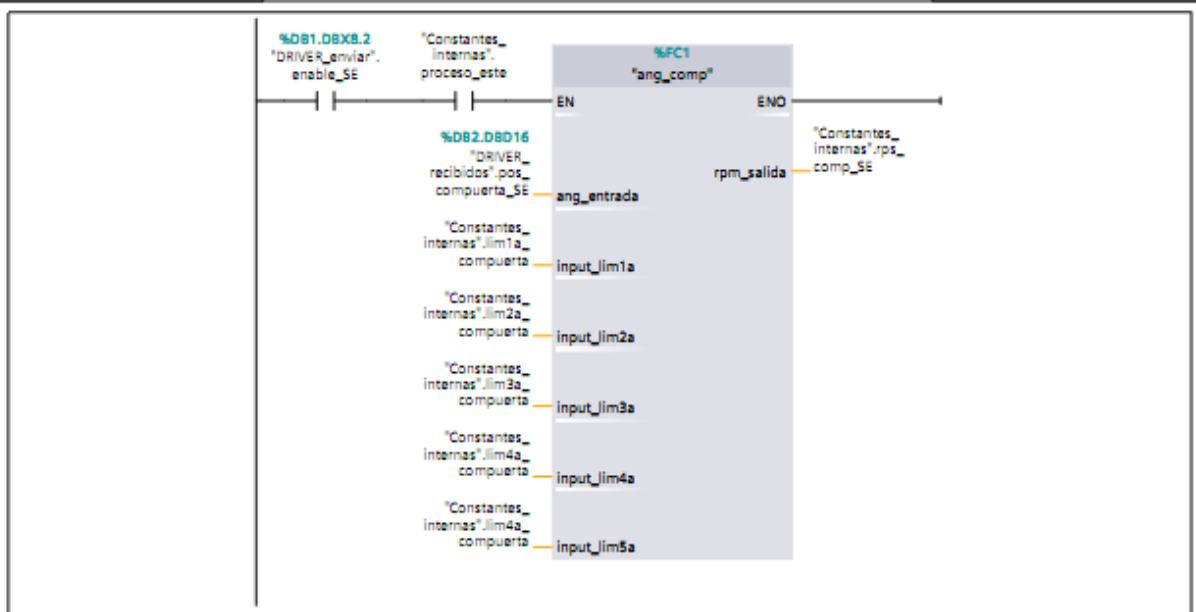 %DB1.DBX8.2
"DRIVER_enviar".
enable_SE
"Constantes_
internas".
proceso_este
%FC1
"ang_comp"
EN
ENO
%DB2.DBD16
"DRIVER_
recibidos".pos_
compuerta_SE
ang_entrada
rpm_salida
"Constantes_
internas".rps_
comp_SE
"Constantes_
internas".lim1a_
compuerta
input_lim1a
"Constantes_
internas".lim2a_
compuerta
input_lim2a
"Constantes_
internas".lim3a_
compuerta
input_lim3a
"Constantes_
internas".lim4a_
compuerta
input_lim4a
"Constantes_
internas".lim4a_
compuerta
input_lim5a